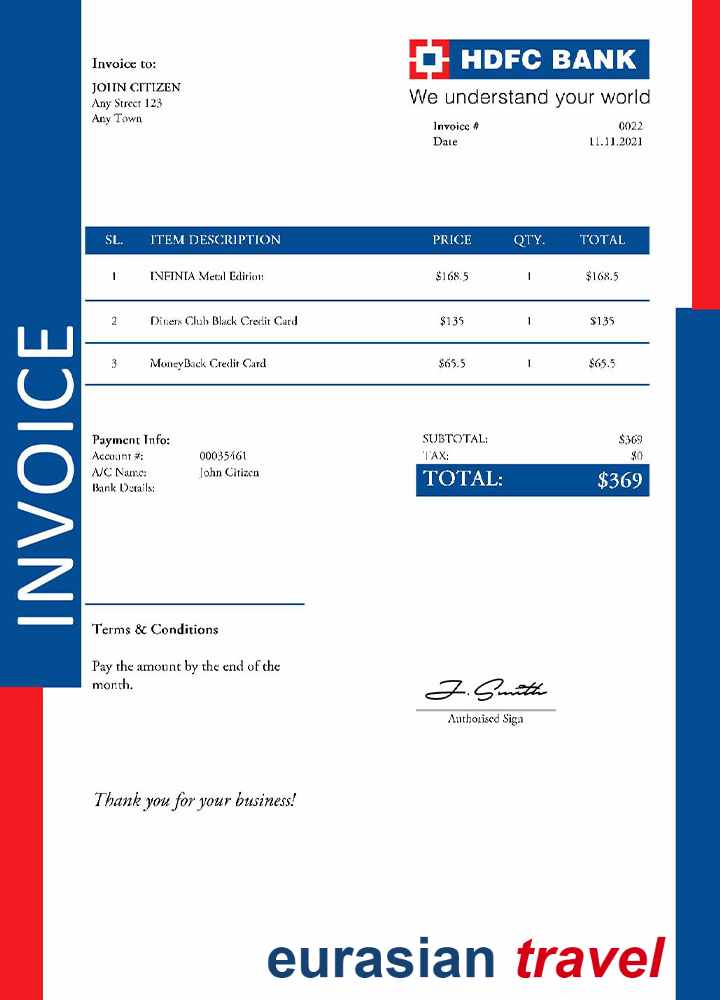 INVOICE
Invoice to:
JOHN CITIZEN
Any Street 123
Any Town
HDFC BANK
We understand your world
Invoice # 0022
Date 11.11.2021
SL. ITEM DESCRIPTION PRICE QTY. TOTAL
1 INFINIA Metal Edition $168.5 1 $168.5
2 Diners Club Black Credit Card $135 1 $135
3 MoneyBack Credit Card $65.5 1 $65.5
Payment Info:
Account #: 00035461
A/C Name: John Citizen
Bank Details:
SUBTOTAL: $369
TAX: $0
TOTAL: $369
Terms & Conditions
Pay the amount by the end of the
month.
J. Smith
Authorised Sign
Thank you for your business!
eurasian travel